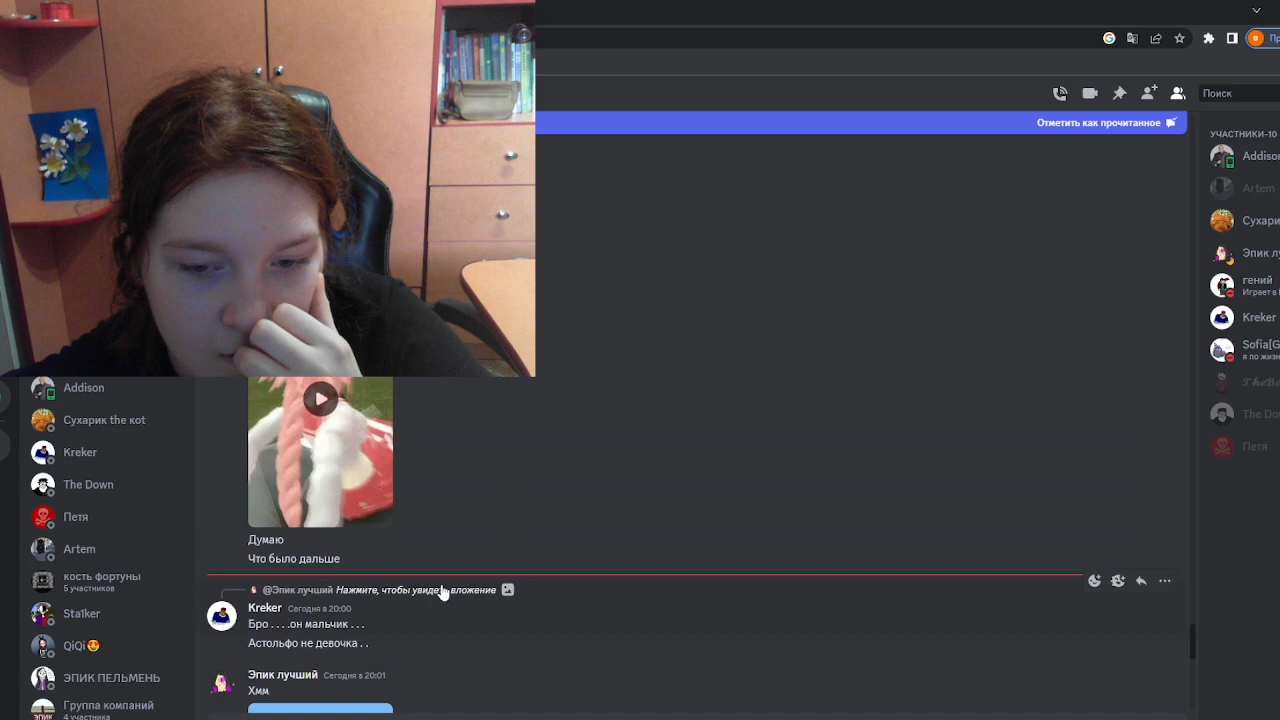 Поиск
Отметить как прочитанное
УЧАСТНИКИ-10
Addison
Artem
Сухарик
Эпик
гений
Играет в
Kreker
Sofia[G
я по жизн
The Do
Петя
Addison
Сухарик the кот
Kreker
The Down
Петя
Artem
кость фортуны
5 участников
Sta1ker
QiQi😍
ЭПИК ПЕЛЬМЕНЬ
Группа компаний
4 участника
Думаю
Что было дальше
@Эпик лучший Нажмите, чтобы увидеть вложение
Kreker Сегодня в 20:00
Бро . . . .он мальчик . . .
Астольфо не девочка . .
Эпик лучший Сегодня в 20:01
Хмм